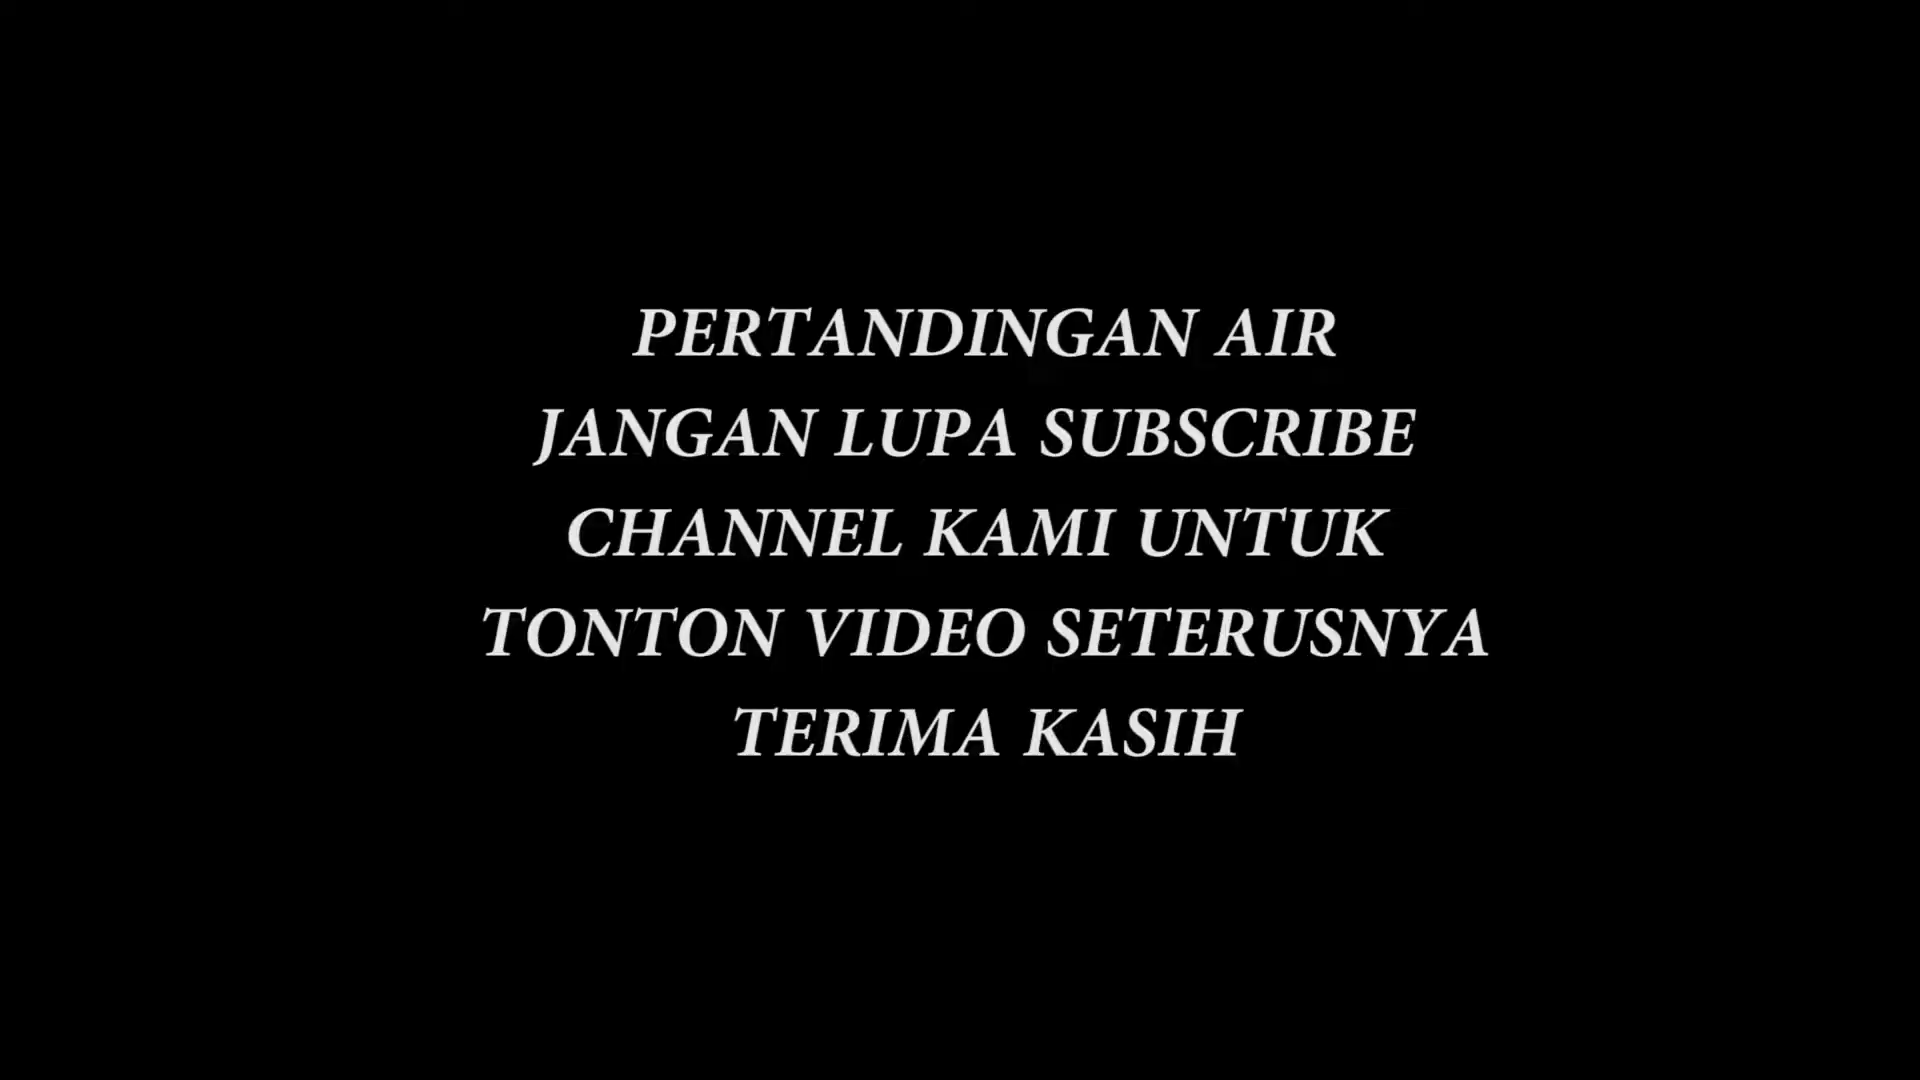 PERTANDINGAN AIR
JANGAN LUPA SUBSCRIBE
CHANNEL KAMI UNTUK
TONTON VIDEO SETERUSNYA
TERIMA KASIH